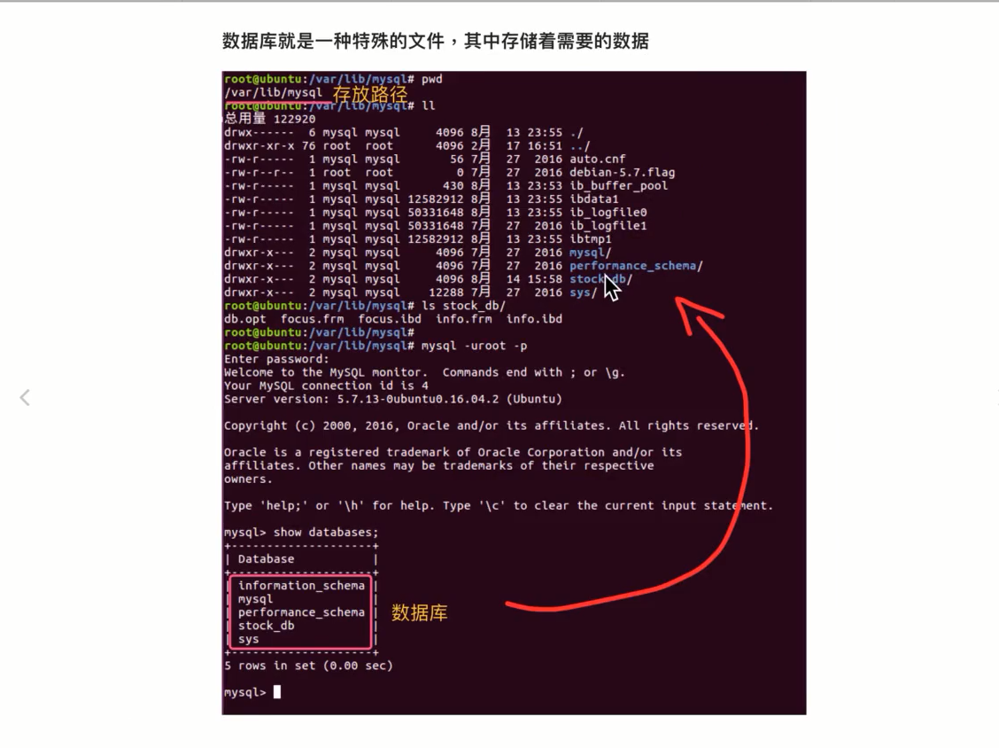 数据库就是一种特殊的文件，其中存储着需要的数据
root@ubuntu:/var/lib/mysql# pwd
/var/lib/mysql 存放路径
root@ubuntu:/var/lib/mysql# ll
总用量 122920
drwx------  6 mysql mysql     4096 8月  13 23:55 ./
drwxr-xr-x 76 root  root      4096 2月  17 16:51 ../
-rw-r-----  1 mysql mysql       56 7月  27  2016 auto.cnf
-rw-r--r--  1 root  root         0 7月  27  2016 debian-5.7.flag
-rw-r-----  1 mysql mysql      430 8月  13 23:53 ib_buffer_pool
-rw-r-----  1 mysql mysql 12582912 8月  13 23:55 ibdata1
-rw-r-----  1 mysql mysql 50331648 8月  13 23:55 ib_logfile0
-rw-r-----  1 mysql mysql 50331648 7月  27  2016 ib_logfile1
-rw-r-----  1 mysql mysql 12582912 8月  13 23:55 ibtmp1
drwxr-x---  2 mysql mysql     4096 7月  27  2016 mysql/
drwxr-x---  2 mysql mysql     4096 7月  27  2016 performance_schema/
drwxr-x---  2 mysql mysql     4096 8月  14 15:58 stock_db/
drwxr-x---  2 mysql mysql    12288 7月  27  2016 sys/
root@ubuntu:/var/lib/mysql# ls stock_db/
db.opt  focus.frm  focus.ibd  info.frm  info.ibd
root@ubuntu:/var/lib/mysql#
root@ubuntu:/var/lib/mysql# mysql -uroot -p
Enter password:
Welcome to the MySQL monitor.  Commands end with ; or \g.
Your MySQL connection id is 4
Server version: 5.7.13-0ubuntu0.16.04.2 (Ubuntu)
Copyright (c) 2000, 2016, Oracle and/or its affiliates. All rights reserved.
Oracle is a registered trademark of Oracle Corporation and/or its
affiliates. Other names may be trademarks of their respective
owners.
Type 'help;' or '\h' for help. Type '\c' to clear the current input statement.
mysql> show databases;
+--------------------+
| Database           |
+--------------------+
| information_schema |
| mysql              |
| performance_schema | 数据库
| stock_db           |
| sys                |
+--------------------+
5 rows in set (0.00 sec)
mysql>